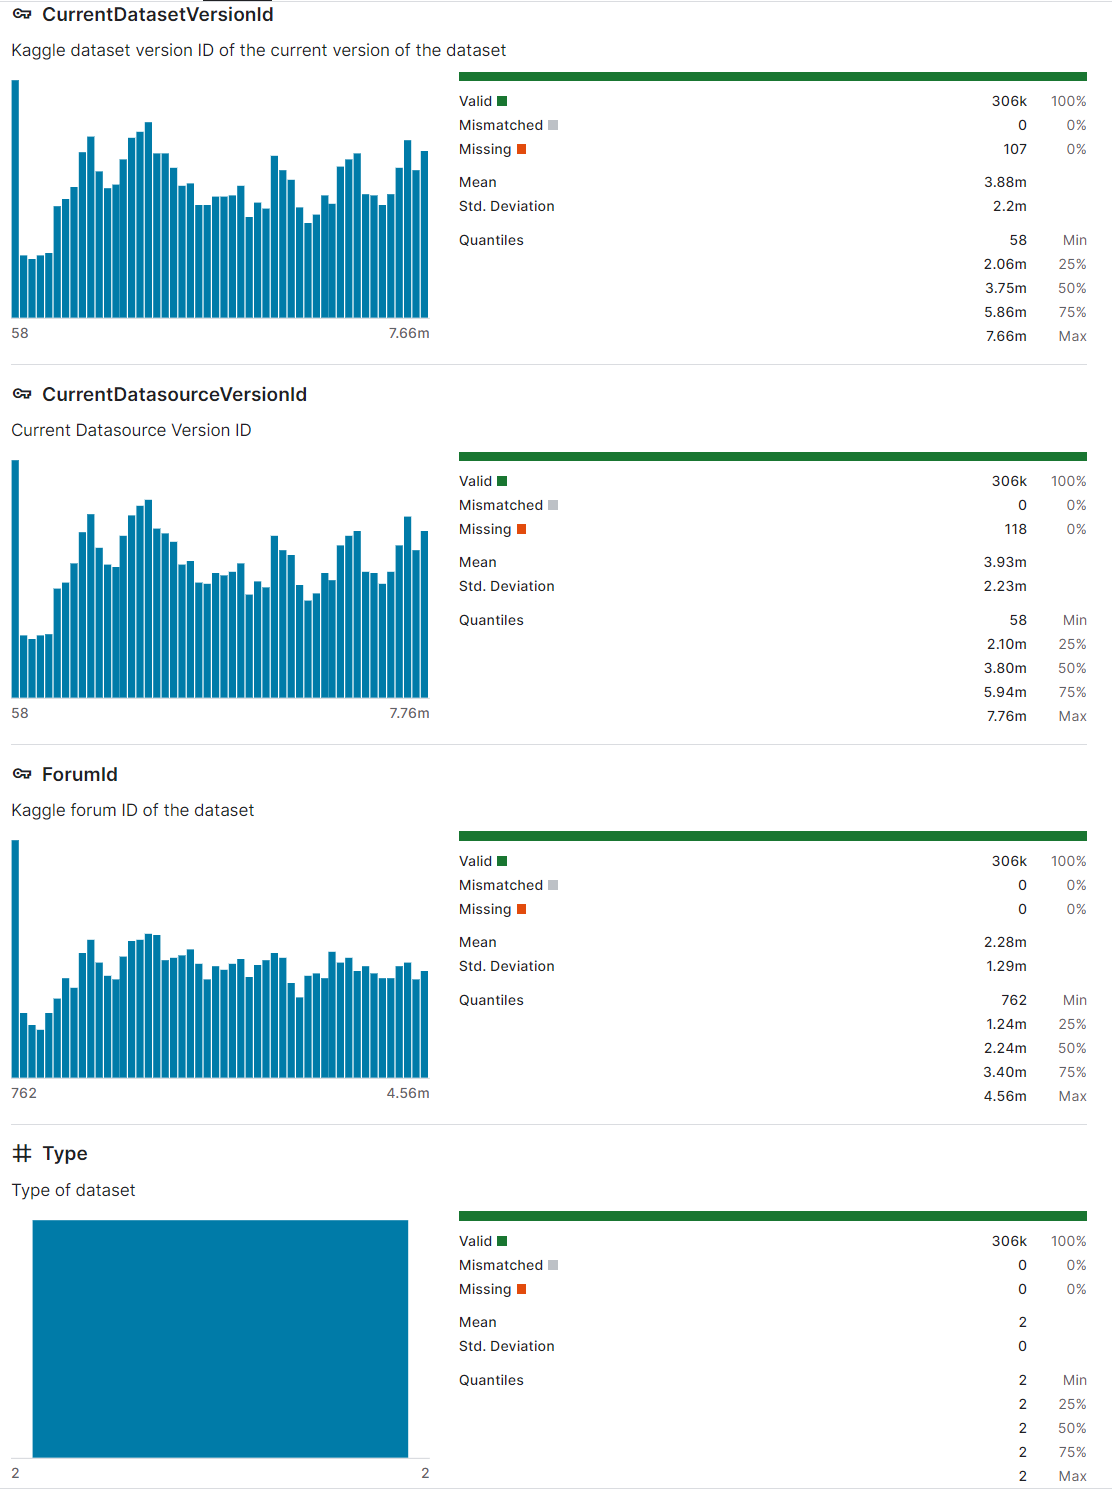 CurrentDatasetVersionId
Kaggle dataset version ID of the current version of the dataset
Valid 306k 100%
Mismatched 0 0%
Missing 107 0%
Mean 3.88m
Std. Deviation 2.2m
Quantiles 58 Min
2.06m 25%
3.75m 50%
5.86m 75%
7.66m Max
58 7.66m
CurrentDatasourceVersionId
Current Datasource Version ID
Valid 306k 100%
Mismatched 0 0%
Missing 118 0%
Mean 3.93m
Std. Deviation 2.23m
Quantiles 58 Min
2.10m 25%
3.80m 50%
5.94m 75%
7.76m Max
58 7.76m
ForumId
Kaggle forum ID of the dataset
Valid 306k 100%
Mismatched 0 0%
Missing 0 0%
Mean 2.28m
Std. Deviation 1.29m
Quantiles 762 Min
1.24m 25%
2.24m 50%
3.40m 75%
4.56m Max
762 4.56m
Type
Type of dataset
Valid 306k 100%
Mismatched 0 0%
Missing 0 0%
Mean 2
Std. Deviation 0
Quantiles 2 Min
2 25%
2 50%
2 75%
2 Max
2 2